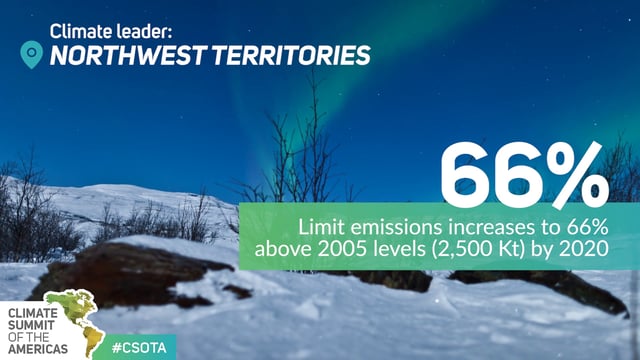 Climate leader:
NORTHWEST TERRITORIES
66%
Limit emissions increases to 66%
above 2005 levels (2,500 Kt) by 2020
CLIMATE
SUMMIT
OF THE
AMERICAS
#CSOTA